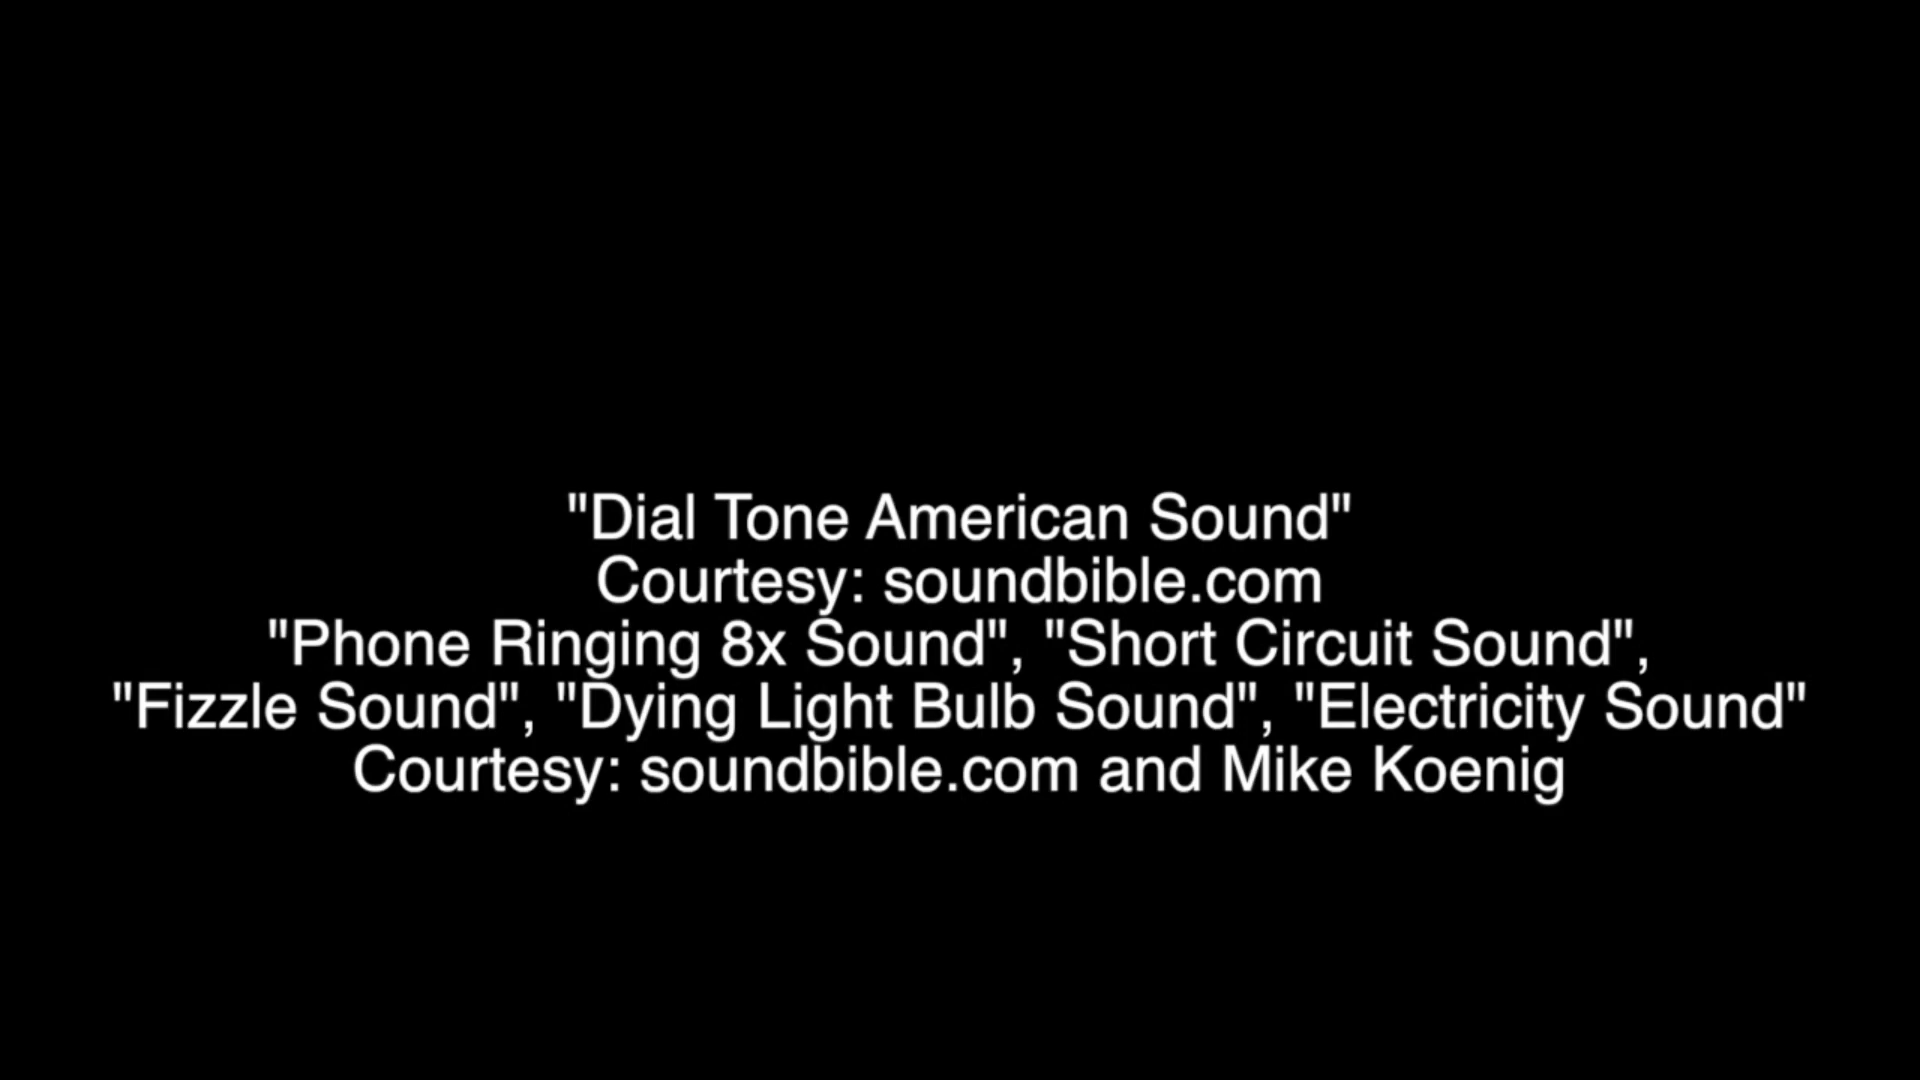 "Dial Tone American Sound"
Courtesy: soundbible.com
"Phone Ringing 8x Sound", "Short Circuit Sound",
"Fizzle Sound", "Dying Light Bulb Sound", "Electricity Sound"
Courtesy: soundbible.com and Mike Koenig